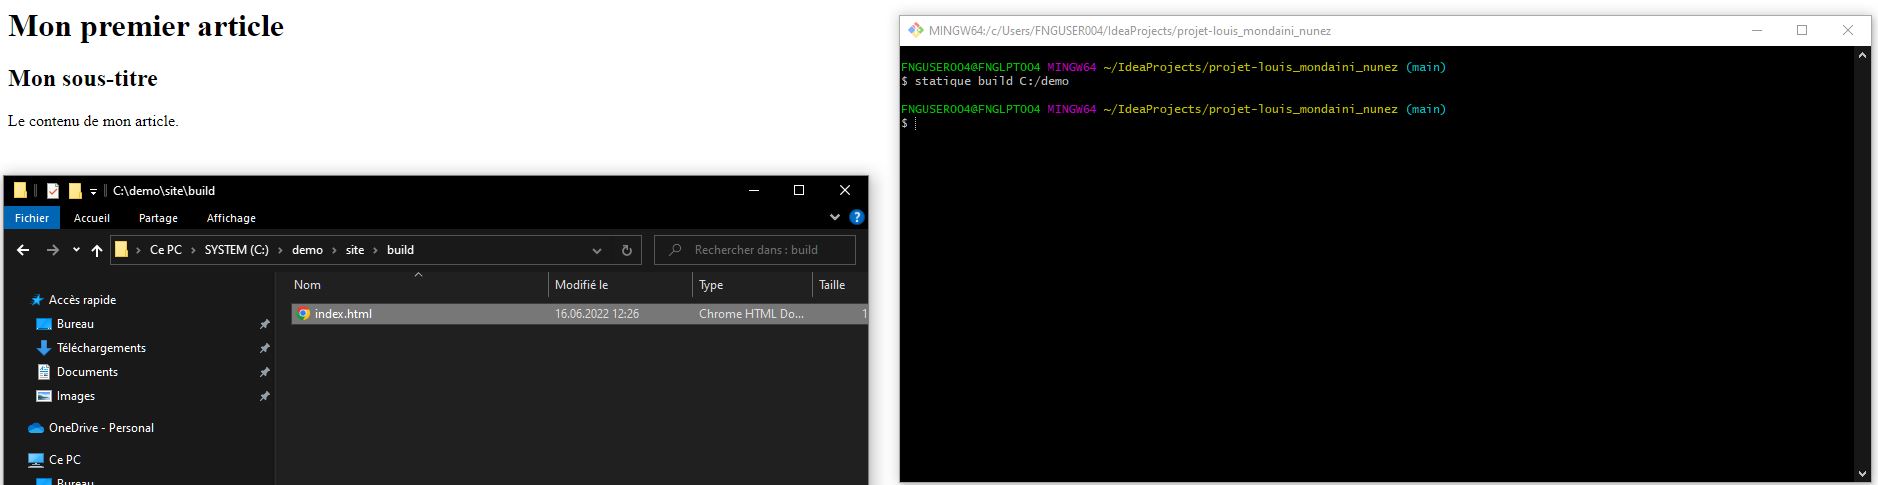 Mon premier article
Mon sous-titre
Le contenu de mon article.
C:\demo\site\build
Fichier Accueil Partage Affichage
Ce PC > SYSTEM (C:) > demo > site > build
Rechercher dans : build
Nom Modifié le Type Taille
index.html 16.06.2022 12:26 Chrome HTML Do... 1
Accès rapide
Bureau
Téléchargements
Documents
Images
OneDrive - Personal
Ce PC
Bureau
MINGW64:/c/Users/FNGUSER004/IdeaProjects/projet-louis_mondaini_nunez
FNGUSER004@FNGLPT004 MINGW64 ~/IdeaProjects/projet-louis_mondaini_nunez (main)
$ statique build C:/demo
FNGUSER004@FNGLPT004 MINGW64 ~/IdeaProjects/projet-louis_mondaini_nunez (main)
$